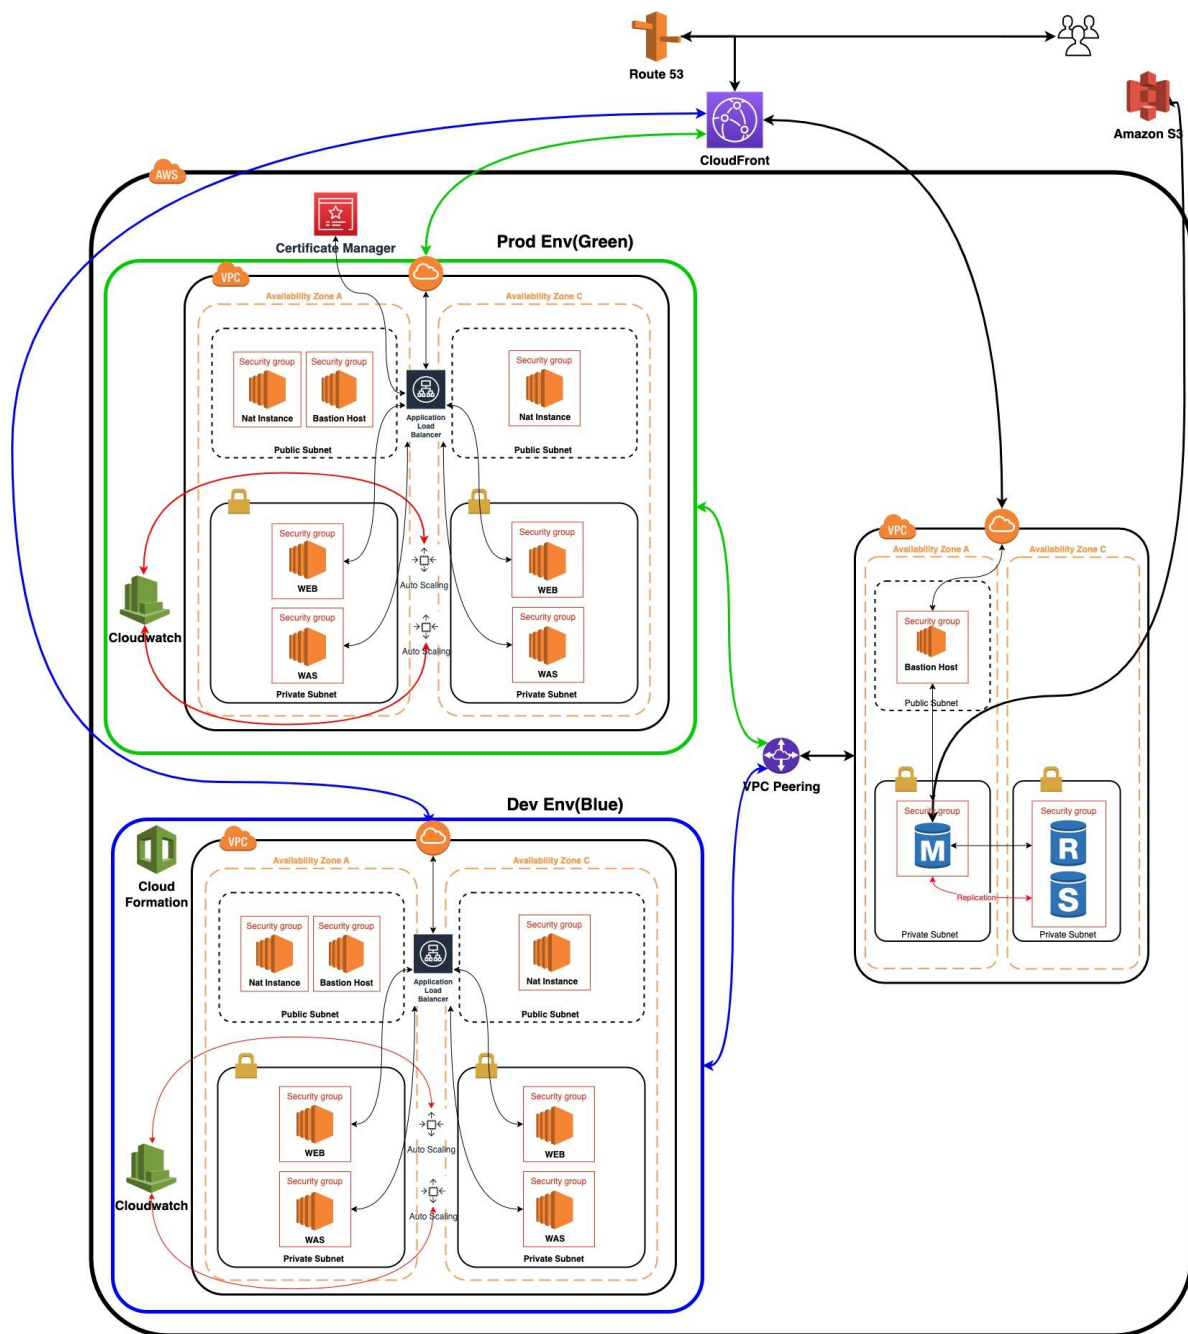 Route 53
Amazon S3
CloudFront
AWS
Certificate Manager
Prod Env(Green)
VPC
Availability Zone A
Availability Zone C
Security group
Nat Instance
Security group
Bastion Host
Public Subnet
Application
Load
Balancer
Security group
Nat Instance
Public Subnet
Security group
WEB
Security group
WAS
Private Subnet
Auto Scaling
Auto Scaling
Security group
WEB
Security group
WAS
Private Subnet
Cloudwatch
VPC
Availability Zone A
Availability Zone C
Security group
Bastion Host
Public Subnet
VPC Peering
Security group
M
Private Subnet
Replication
Security group
R
S
Private Subnet
Dev Env(Blue)
Cloud
Formation
VPC
Availability Zone A
Availability Zone C
Security group
Nat Instance
Security group
Bastion Host
Public Subnet
Application
Load
Balancer
Security group
Nat Instance
Public Subnet
Security group
WEB
Security group
WAS
Private Subnet
Auto Scaling
Auto Scaling
Security group
WEB
Security group
WAS
Private Subnet
Cloudwatch